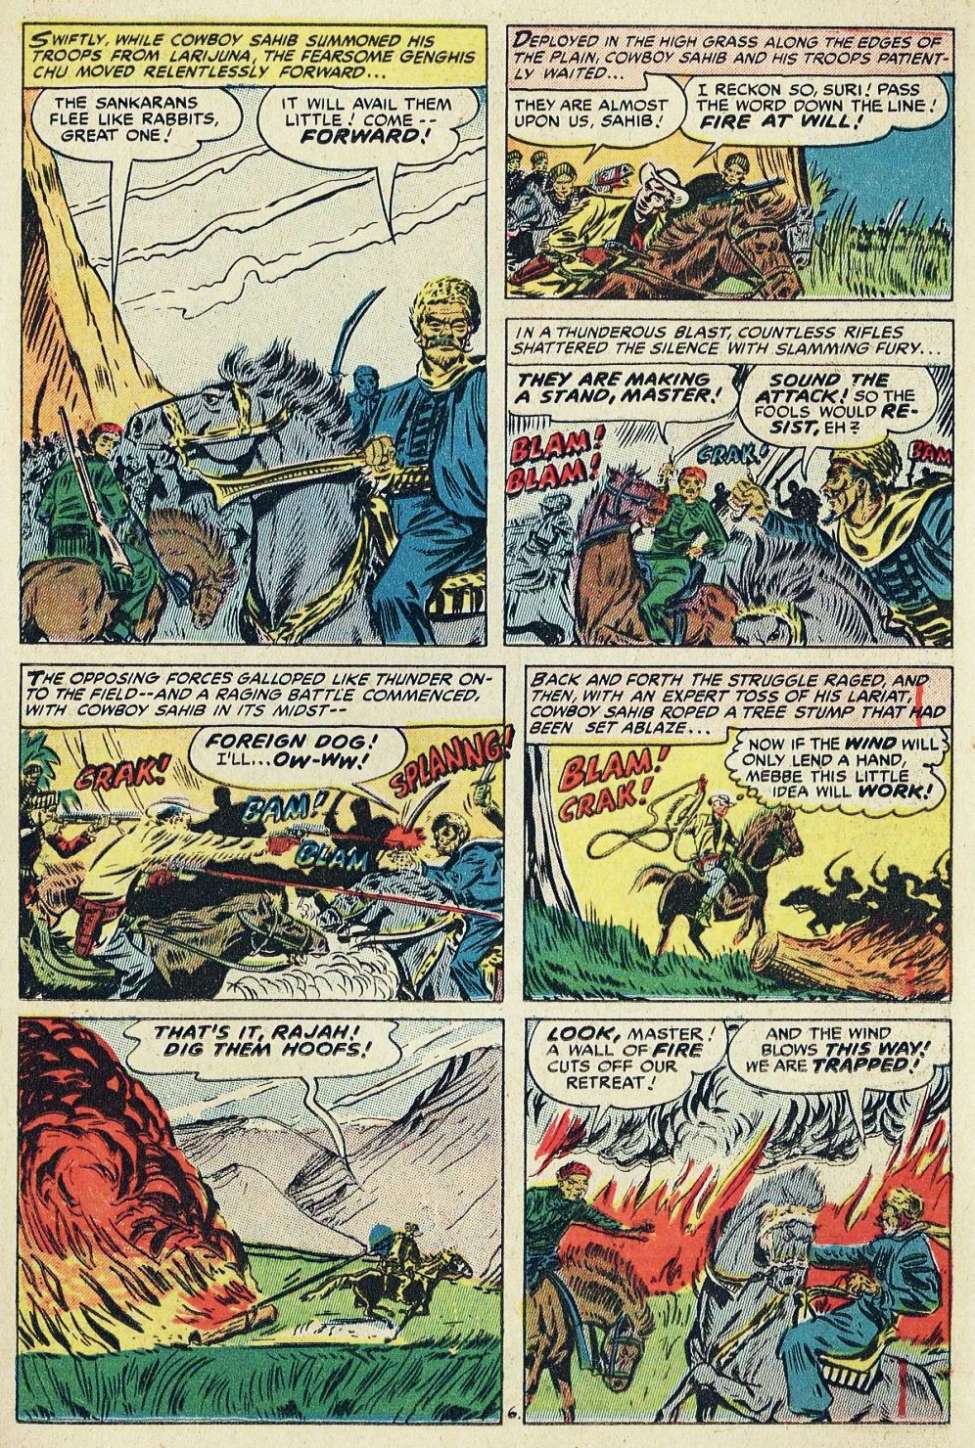 SWIFTLY, WHILE COWBOY SAHIB SUMMONED HIS
TROOPS FROM LARIJUNA, THE FEARSOME GENGHIS
CHU MOVED RELENTLESSLY FORWARD...
THE SANKARANS
FLEE LIKE RABBITS,
GREAT ONE!
IT WILL AVAIL THEM
LITTLE! COME--
FORWARD!
DEPLOYED IN THE HIGH GRASS ALONG THE EDGES OF
THE PLAIN, COWBOY SAHIB AND HIS TROOPS PATIENT-
LY WAITED...
THEY ARE ALMOST
UPON US, SAHIB!
I RECKON SO, SURI! PASS
THE WORD DOWN THE LINE!
FIRE AT WILL!
IN A THUNDEROUS BLAST, COUNTLESS RIFLES
SHATTERED THE SILENCE WITH SLAMMING FURY...
THEY ARE MAKING
A STAND, MASTER!
SOUND THE
ATTACK! SO THE
FOOLS WOULD RE-
SIST, EH?
BLAM!
BLAM!
CRAK!
BAM
THE OPPOSING FORCES GALLOPED LIKE THUNDER ON-
TO THE FIELD--AND A RAGING BATTLE COMMENCED,
WITH COWBOY SAHIB IN ITS MIDST--
CRAK!
FOREIGN DOG!
I'LL...OW-WW!
SPLANNG!
BAM!
BLAM
BACK AND FORTH THE STRUGGLE RAGED, AND
THEN, WITH AN EXPERT TOSS OF HIS LARIAT,
COWBOY SAHIB ROPED A TREE STUMP THAT HAD
BEEN SET ABLAZE...
BLAM!
CRAK!
NOW IF THE WIND WILL
ONLY LEND A HAND,
MEBBE THIS LITTLE
IDEA WILL WORK!
THAT'S IT, RAJAH!
DIG THEM HOOFS!
LOOK, MASTER!
A WALL OF FIRE
CUTS OFF OUR
RETREAT!
AND THE WIND
BLOWS THIS WAY!
WE ARE TRAPPED!
6.